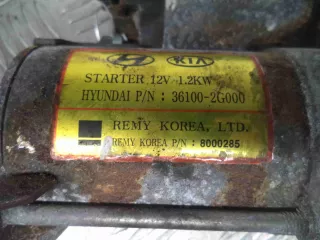 KIA
STARTER 12V-1.2KW
HYUNDAI P/N : 36100-2G000
REMY KOREA, LTD.
REMY KOREA P/N : 8000285